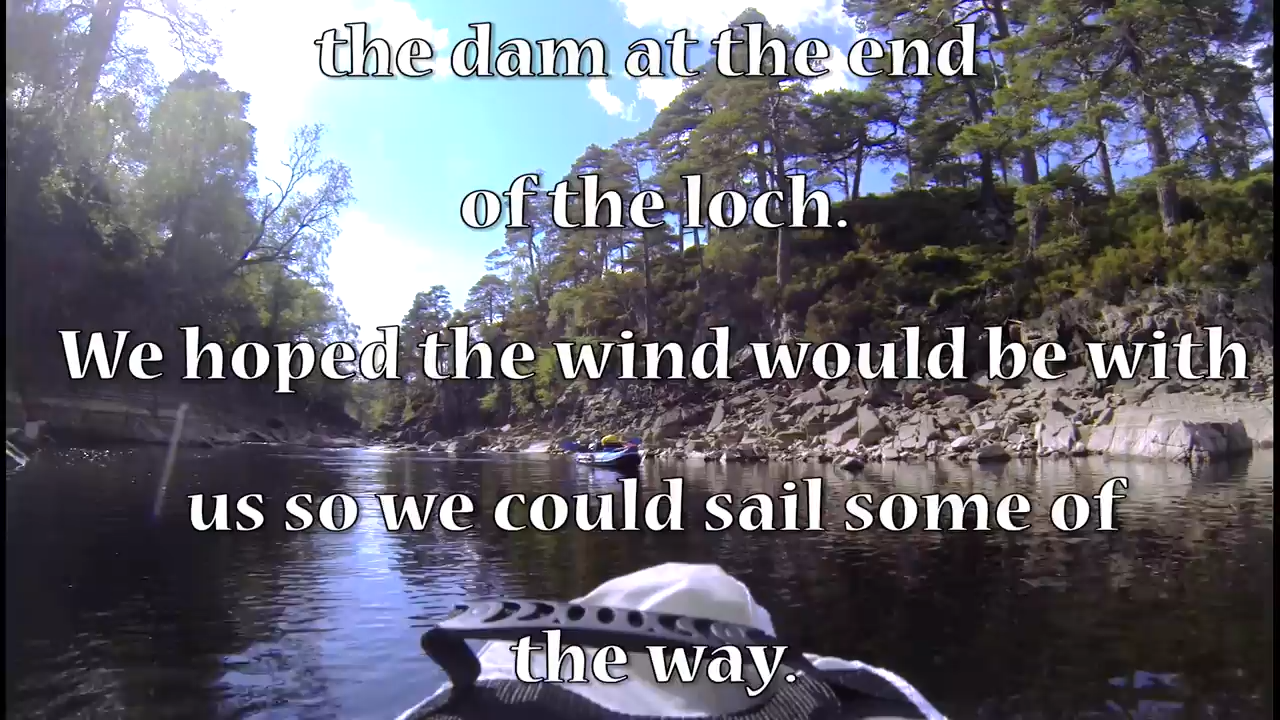 the dam at the end
of the loch.
We hoped the wind would be with
us so we could sail some of
the way.